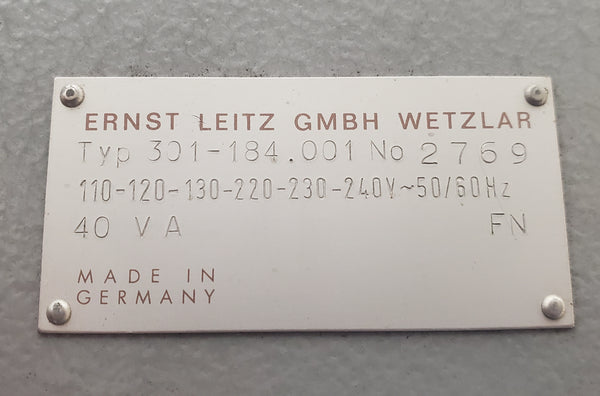 ERNST LEITZ GMBH WETZLAR
Typ 301-184.001 No 2769
110-120-130-220-230-240V~50/60Hz
40 VA FN
MADE IN
GERMANY